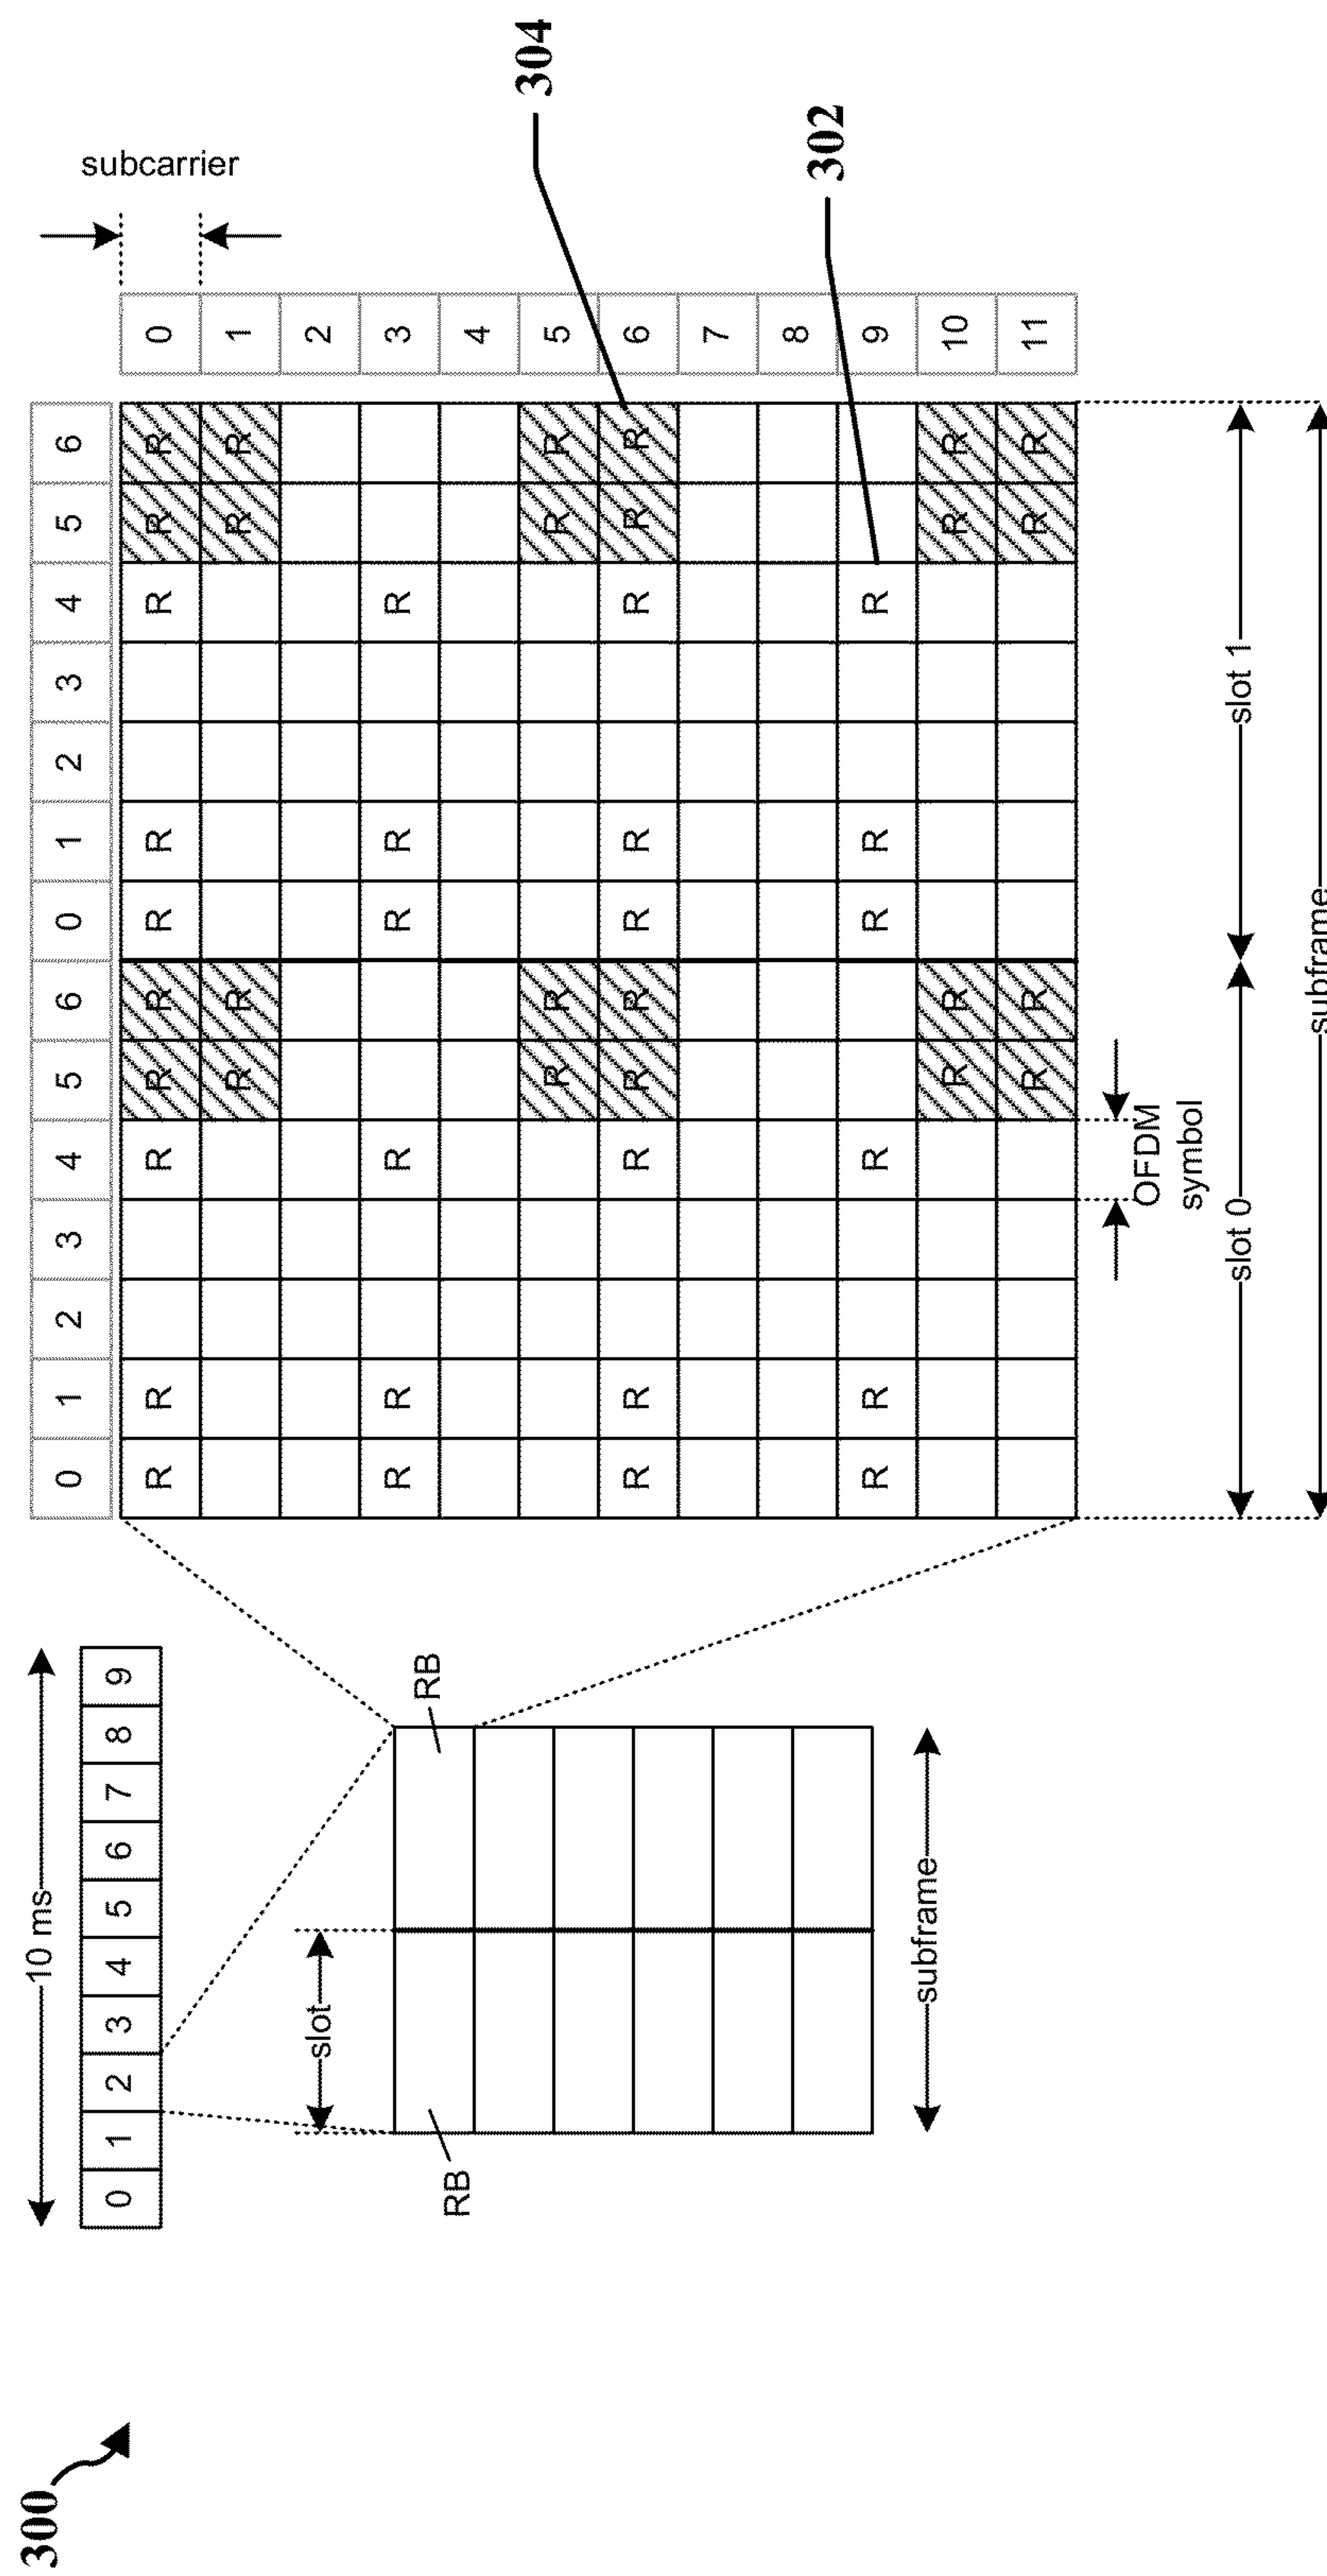 300
10 ms
0 1 2 3 4 5 6 7 8 9
slot
RB
RB
subframe
0 1 2 3 4 5 6 0 1 2 3 4 5 6
subcarrier
R R R R R R R R R R 0
R R R R 1
2
R R R R R R 3
4
R R R R 5
R R R R R R R R R R 6
7
8
R R R R R R 9
R R R R 10
R R R R 11
304
302
OFDM
symbol
slot 0 slot 1
subframe